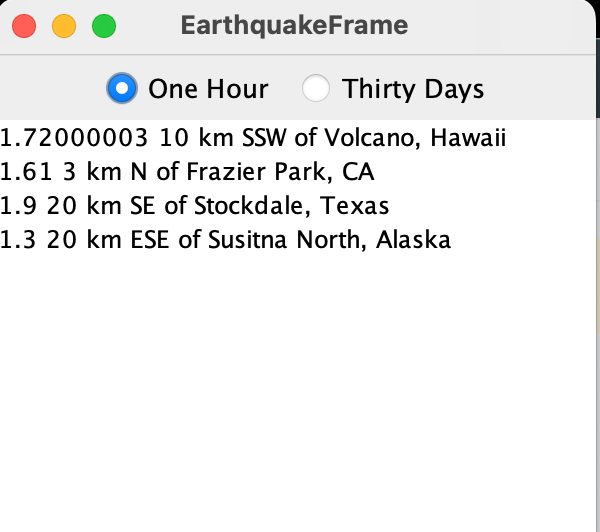 EarthquakeFrame
One Hour Thirty Days
1.72000003 10 km SSW of Volcano, Hawaii
1.61 3 km N of Frazier Park, CA
1.9 20 km SE of Stockdale, Texas
1.3 20 km ESE of Susitna North, Alaska